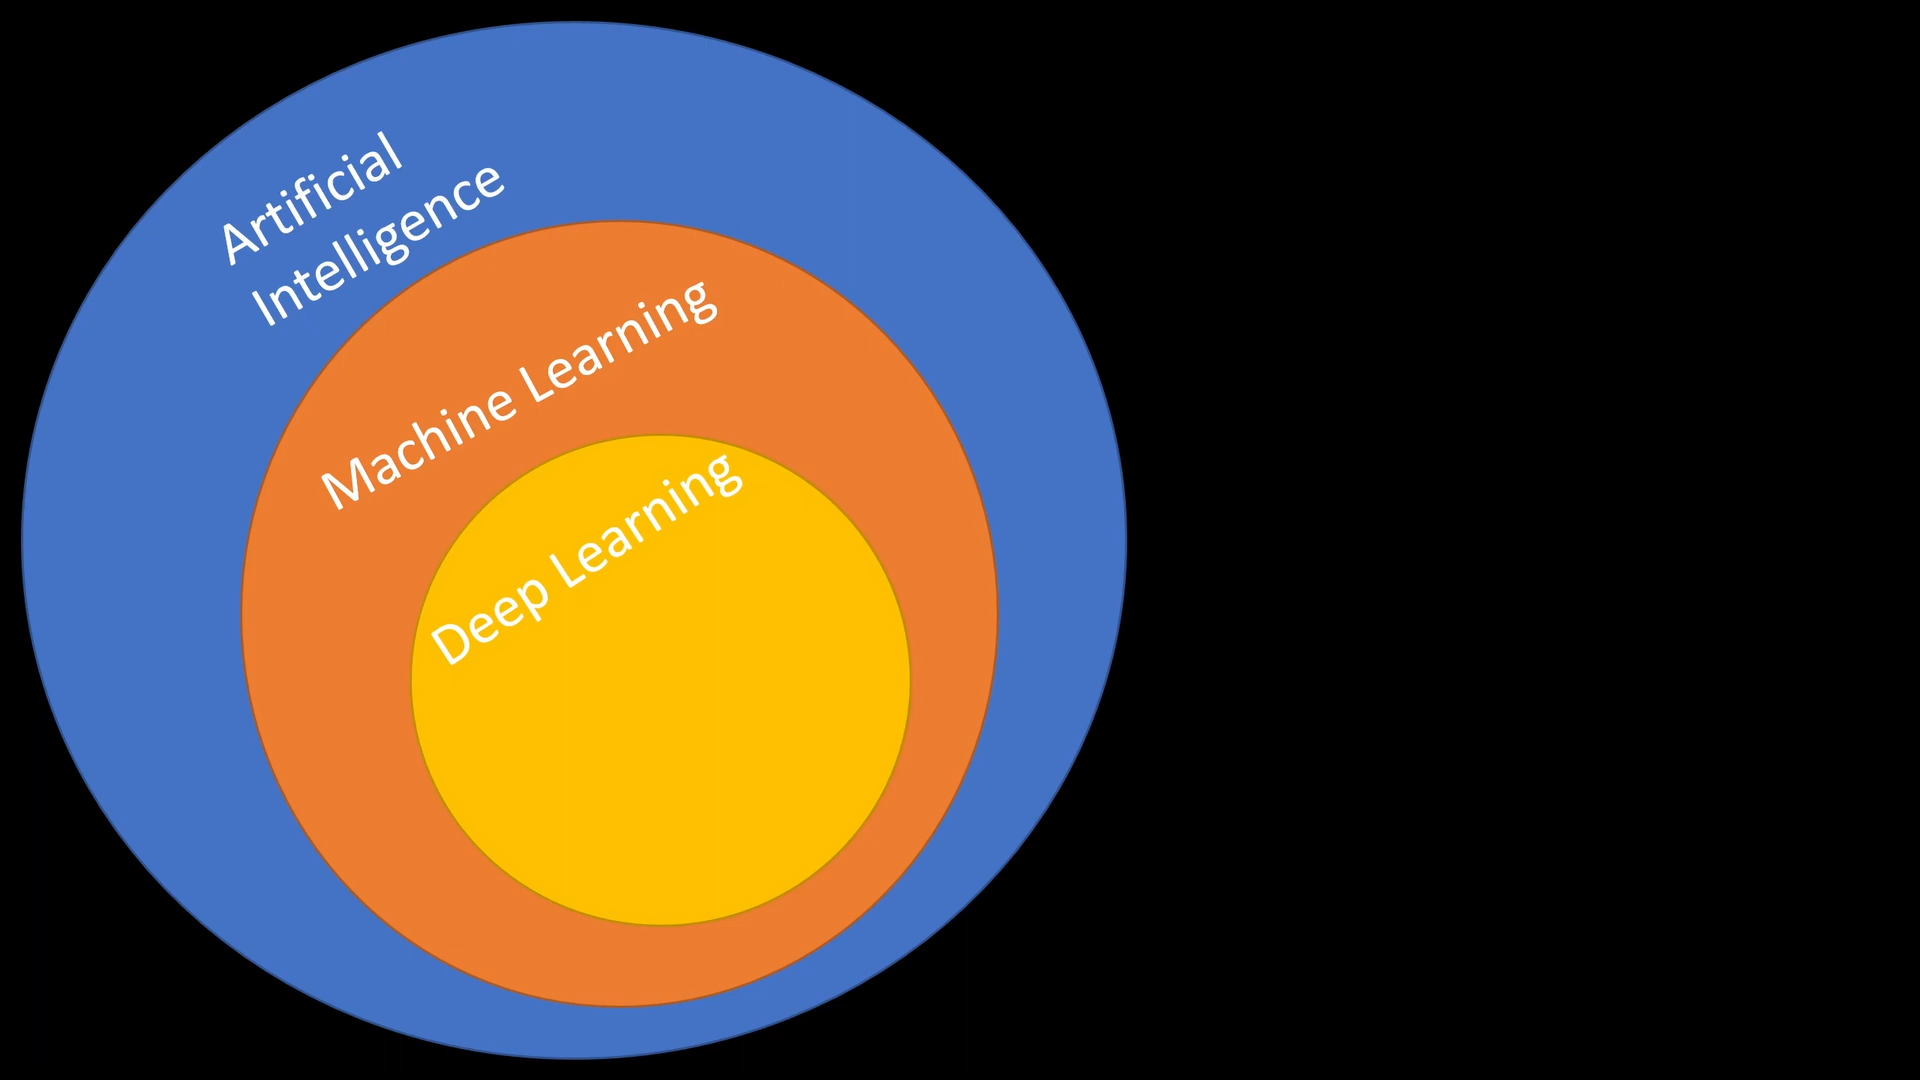 Artificial
Intelligence
Machine Learning
Deep Learning